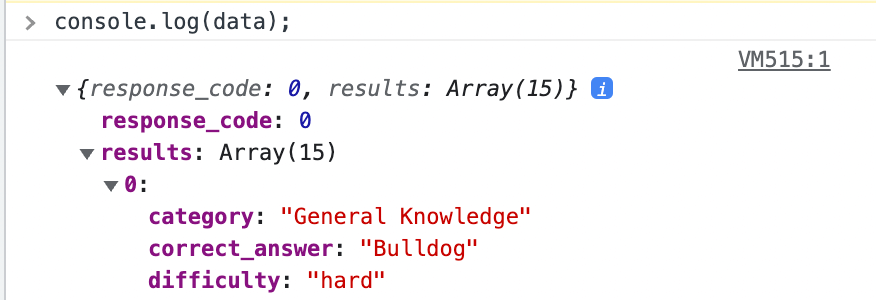 > console.log(data);
VM515:1
▼ {response_code: 0, results: Array(15)} i
response_code: 0
▼ results: Array(15)
▼ 0:
category: "General Knowledge"
correct_answer: "Bulldog"
difficulty: "hard"